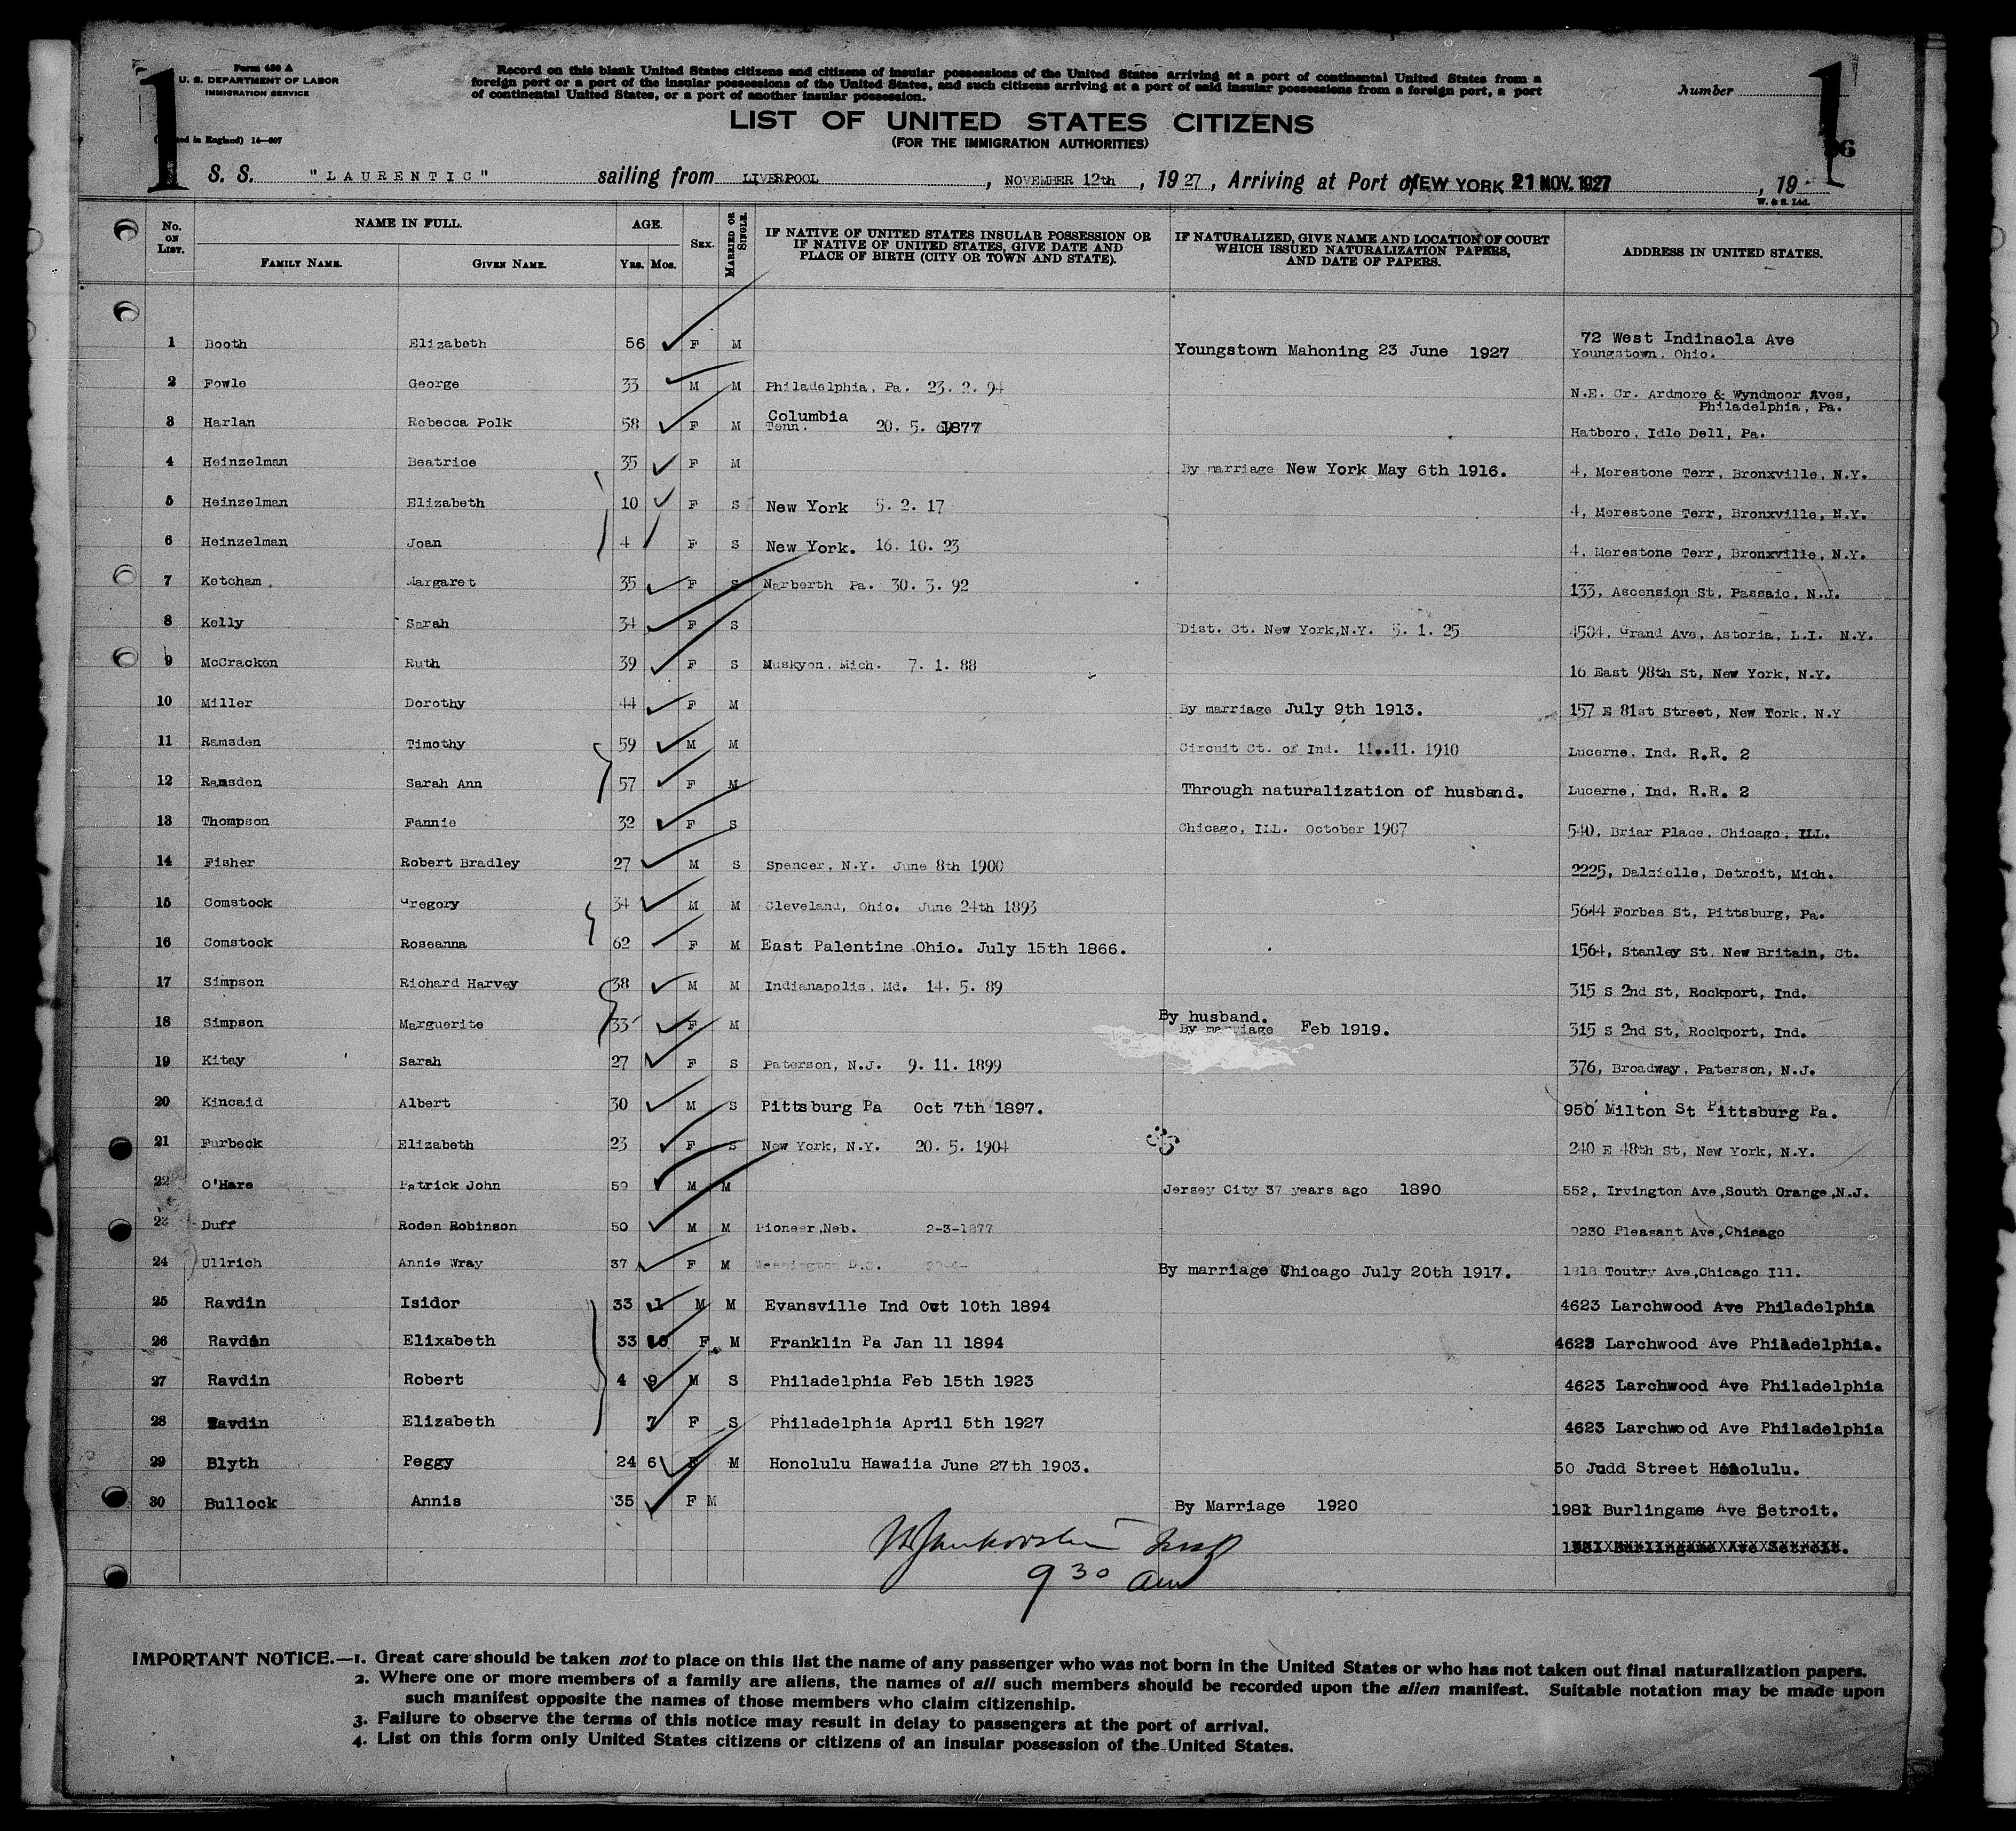 Form 630 A
U. S. DEPARTMENT OF LABOR
IMMIGRATION SERVICE
in England) 14—607
1
Record on this blank United States citizens and citizens of insular possessions of the United States arriving at a port of continental United States from a
foreign port or a port of the insular possessions of the United States, and such citizens arriving at a port of said insular possessions from a foreign port, a port
of continental United States, or a port of another insular possession.
Number
1
LIST OF UNITED STATES CITIZENS
(FOR THE IMMIGRATION AUTHORITIES)
S. S. "LAURENTIC" sailing from LIVERPOOL, NOVEMBER 12th, 1927, Arriving at Port of NEW YORK 21 NOV. 1927, 19
W. & S. Ltd.
No. ON LIST. NAME IN FULL. FAMILY NAME. GIVEN NAME. AGE. YRS. MOS. SEX. MARRIED OR SINGLE. IF NATIVE OF UNITED STATES INSULAR POSSESSION OR IF NATIVE OF UNITED STATES, GIVE DATE AND PLACE OF BIRTH (CITY OR TOWN AND STATE). IF NATURALIZED, GIVE NAME AND LOCATION OF COURT WHICH ISSUED NATURALIZATION PAPERS, AND DATE OF PAPERS. ADDRESS IN UNITED STATES.
1 Booth Elizabeth 56 F M Youngstown Mahoning 23 June 1927 72 West Indinaola Ave
Youngstown, Ohio.
2 Fowle George 33 M M Philadelphia, Pa. 23. 2. 94 N.E. Cr. Ardmore & Wyndmoor Aves,
Philadelphia, Pa.
3 Harlan Rebecca Polk 58 F M Columbia
Tenn. 20. 5. 1877 Hatboro, Idle Dell, Pa.
4 Heinzelman Beatrice 35 F M By marriage New York May 6th 1916. 4, Merestone Terr, Bronxville, N.Y.
5 Heinzelman Elizabeth 10 F S New York 5. 2. 17 4, Merestone Terr, Bronxville, N.Y.
6 Heinzelman Joan 4 F S New York. 16. 10. 23 4, Merestone Terr, Bronxville, N.Y.
7 Ketcham. Margaret 35 F S Narberth Pa. 30. 3. 92 133, Ascension St, Passaic, N.J.
8 Kelly Sarah 34 F S Dist. Ct. New York,N.Y. 5. 1. 25 4504, Grand Ave, Astoria, L.I. N.Y.
9 McCracken Ruth 39 F S Muskyon, Mich. 7. 1. 88 16 East 98th St, New York, N.Y.
10 Miller Dorothy 44 F M By marriage July 9th 1913. 157 E 81st Street, New York, N.Y
11 Ramsden Timothy 59 M M Circuit Ct. of Ind. 11..11. 1910 Lucerne, Ind. R.R. 2
12 Ramsden Sarah Ann 57 F M Through naturalization of husband. Lucerne, Ind. R.R. 2
13 Thompson Fannie 32 F S Chicago, ILL. October 1907 540, Briar Place, Chicago, ILL.
14 Fisher Robert Bradley 27 M S Spencer, N.Y. June 8th 1900 2225, Dalzielle, Detroit, Mich.
15 Comstock Gregory 34 M M Cleveland, Ohio. June 24th 1893 5644 Forbes St, Pittsburg, Pa.
16 Comstock Roseanna 62 F M East Palentine Ohio. July 15th 1866. 1564, Stanley St. New Britain, Ct.
17 Simpson Richard Harvey 38 M M Indianapolis, Md. 14. 5. 89 315 S 2nd St, Rockport, Ind.
18 Simpson Marguerite 33 F M By husband.
By marriage Feb 1919. 315 S 2nd St, Rockport, Ind.
19 Kitay Sarah 27 F S Paterson, N.J. 9. 11. 1899 376, Broadway, Paterson, N.J.
20 Kincaid Albert 30 M S Pittsburg Pa Oct 7th 1897. 950 Milton St Pittsburg Pa.
21 Furbeck Elizabeth 23 F S New York, N.Y. 20. 5. 1904 240 E 48th St, New York, N.Y.
22 O'Hare Patrick John 59 M M Jersey City 37 years ago 1890 552, Irvington Ave,South Orange,N.J.
23 Duff Roden Robinson 50 M M Pioneer,Neb. 2-3-1877 Pleasant Ave,Chicago
24 Ullrich Annie Wray 37 F M Washington D.C. By marriage Chicago July 20th 1917. 1818 Toutry Ave,Chicago Ill.
25 Ravdin Isidor 33 1 M M Evansville Ind Oct 10th 1894 4623 Larchwood Ave Philadelphia
26 Ravdin Elixabeth 33 10 F M Franklin Pa Jan 11 1894 4623 Larchwood Ave Philadelphia.
27 Ravdin Robert 4 9 M S Philadelphia Feb 15th 1923 4623 Larchwood Ave Philadelphia
28 Ravdin Elizabeth 7 F S Philadelphia April 5th 1927 4623 Larchwood Ave Philadelphia
29 Blyth Peggy 24 6 F M Honolulu Hawaiia June 27th 1903. 50 Judd Street Honolulu.
30 Bullock Annis 35 F M By Marriage 1920 1981 Burlingame Ave Detroit.
1981 Burlingame Ave Detroit.
9 30 am
IMPORTANT NOTICE.—1. Great care should be taken not to place on this list the name of any passenger who was not born in the United States or who has not taken out final naturalization papers.
2. Where one or more members of a family are aliens, the names of all such members should be recorded upon the alien manifest. Suitable notation may be made upon
such manifest opposite the names of those members who claim citizenship.
3. Failure to observe the terms of this notice may result in delay to passengers at the port of arrival.
4. List on this form only United States citizens or citizens of an insular possession of the United States.